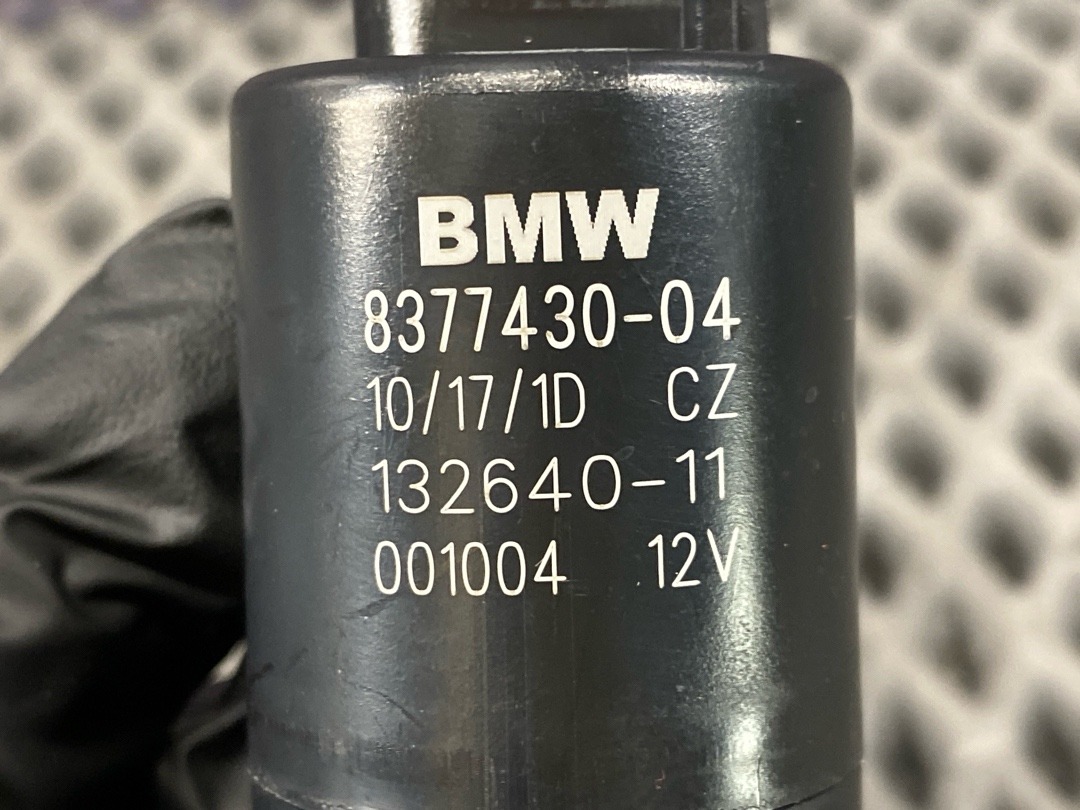 BMW
8377430-04
10/17/1D CZ
132640-11
001004 12V